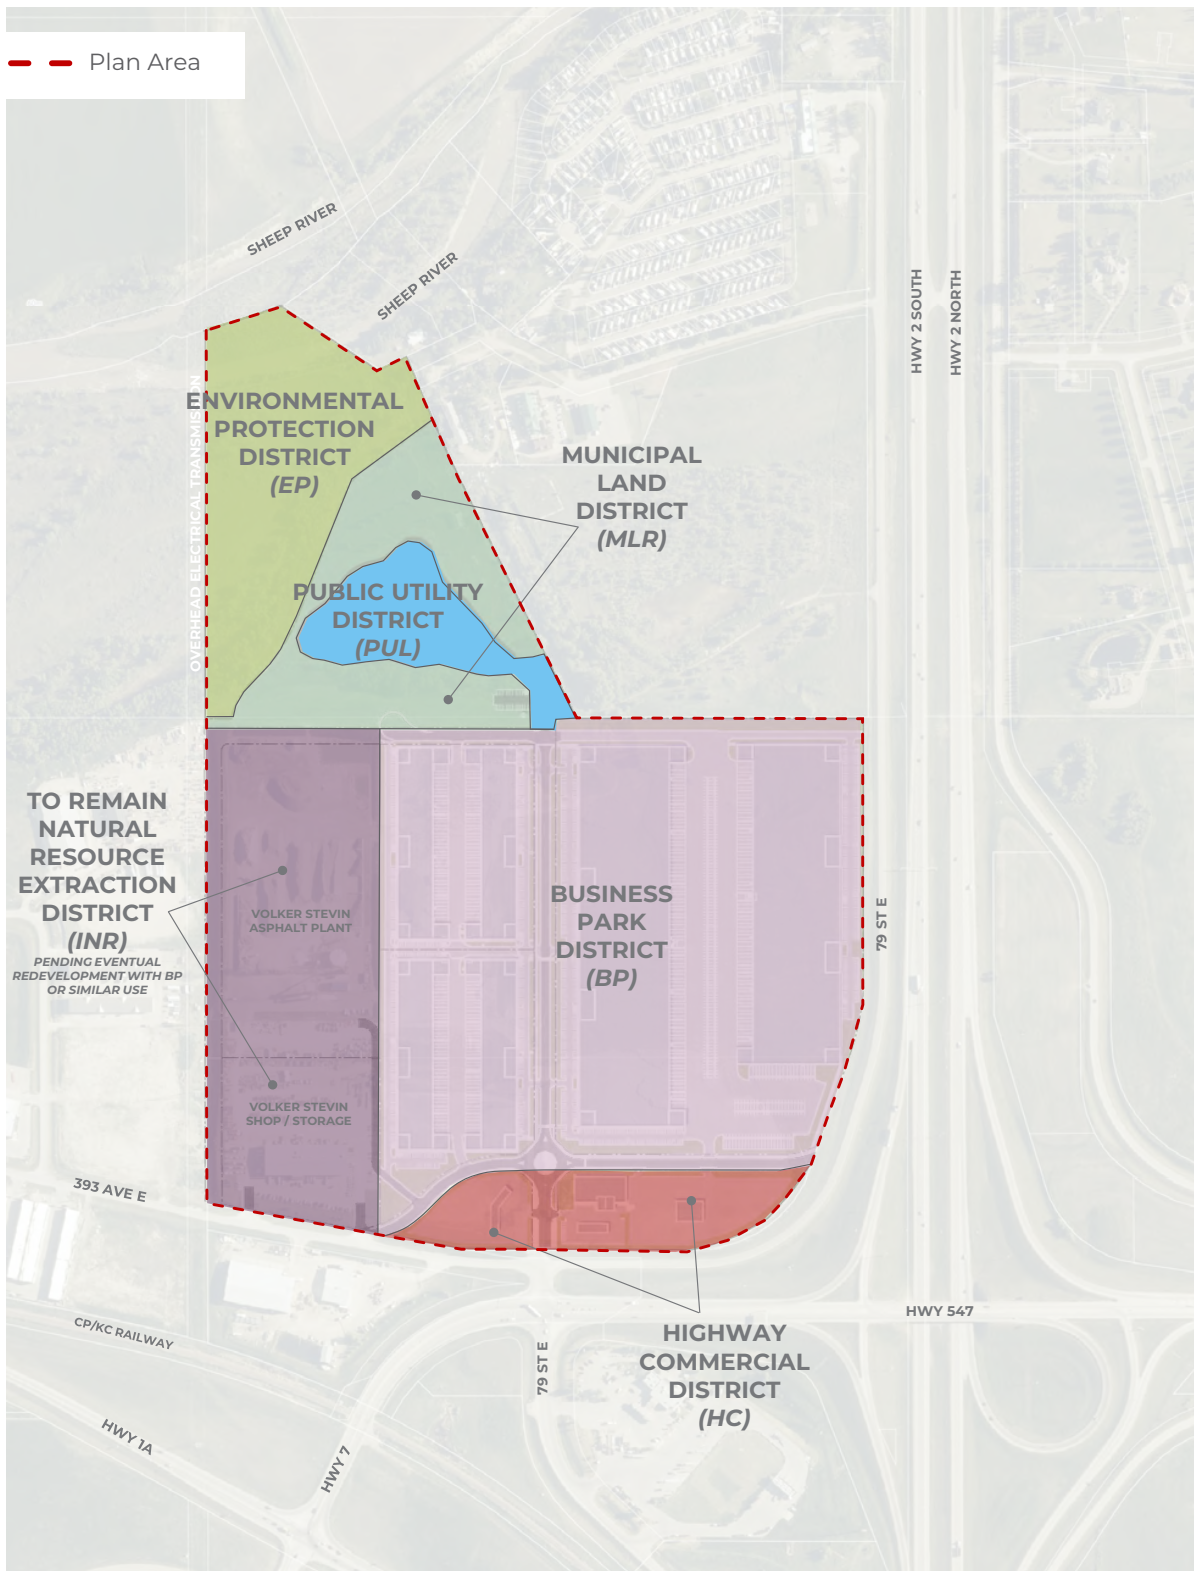 Plan Area
SHEEP RIVER
SHEEP RIVER
HWY 2 SOUTH
HWY 2 NORTH
OVERHEAD ELECTRICAL TRANSMISSION
ENVIRONMENTAL
PROTECTION
DISTRICT
(EP)
MUNICIPAL
LAND
DISTRICT
(MLR)
PUBLIC UTILITY
DISTRICT
(PUL)
TO REMAIN
NATURAL
RESOURCE
EXTRACTION
DISTRICT
(INR)
PENDING EVENTUAL
REDEVELOPMENT WITH BP
OR SIMILAR USE
VOLKER STEVIN
ASPHALT PLANT
BUSINESS
PARK
DISTRICT
(BP)
79 ST E
VOLKER STEVIN
SHOP / STORAGE
393 AVE E
CP/KC RAILWAY
HWY 547
79 ST E
HIGHWAY
COMMERCIAL
DISTRICT
(HC)
HWY 1A
HWY 7